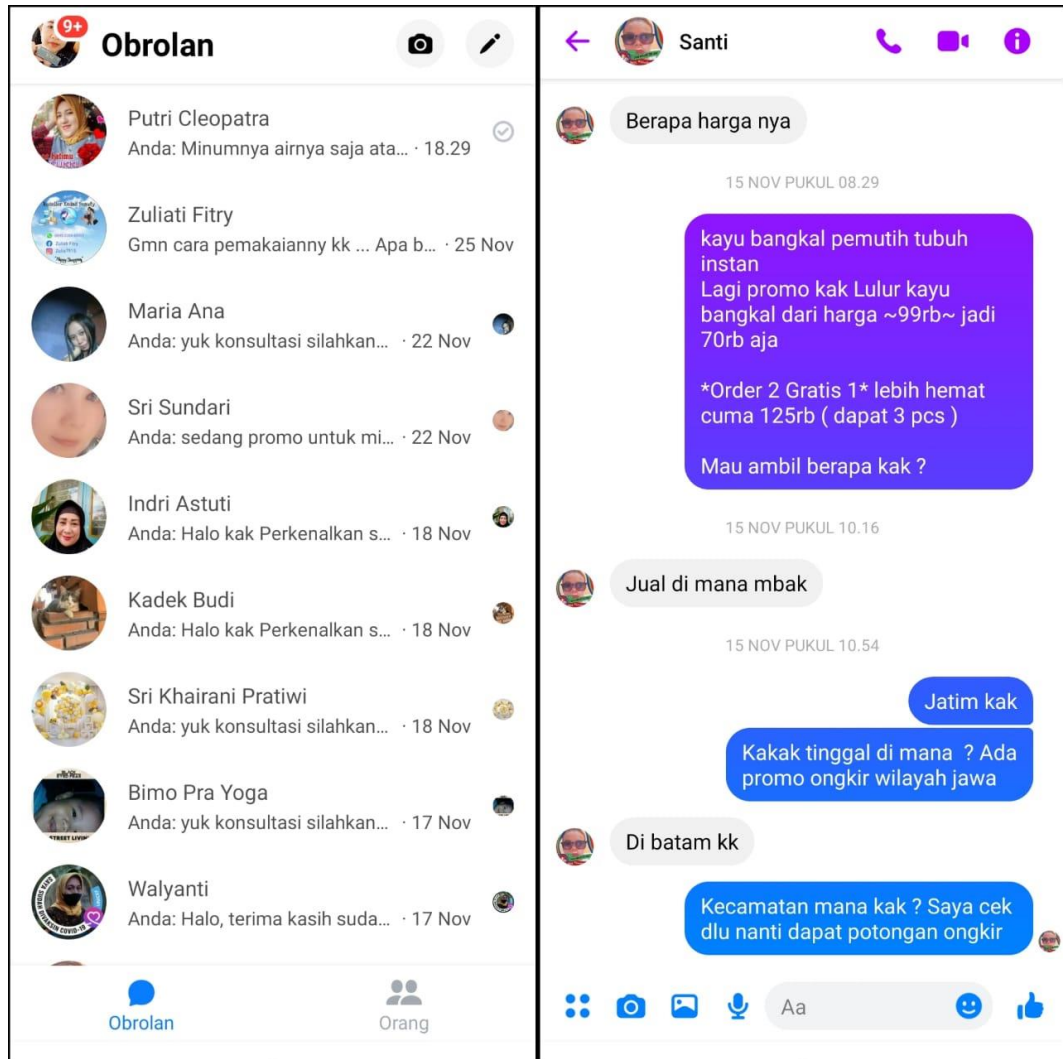 9+
Obrolan
Putri Cleopatra
Anda: Minumnya airnya saja ata... · 18.29
Zuliati Fitry
Gmn cara pemakaianny kk ... Apa b... · 25 Nov
Maria Ana
Anda: yuk konsultasi silahkan... · 22 Nov
Sri Sundari
Anda: sedang promo untuk mi... · 22 Nov
Indri Astuti
Anda: Halo kak Perkenalkan s... · 18 Nov
Kadek Budi
Anda: Halo kak Perkenalkan s... · 18 Nov
Sri Khairani Pratiwi
Anda: yuk konsultasi silahkan... · 18 Nov
Bimo Pra Yoga
Anda: yuk konsultasi silahkan... · 17 Nov
STREET LIVIN
Walyanti
Anda: Halo, terima kasih suda... · 17 Nov
Obrolan
Orang
Santi
Berapa harga nya
15 NOV PUKUL 08.29
kayu bangkal pemutih tubuh
instan
Lagi promo kak Lulur kayu
bangkal dari harga ~99rb~ jadi
70rb aja
*Order 2 Gratis 1* lebih hemat
cuma 125rb ( dapat 3 pcs )
Mau ambil berapa kak ?
15 NOV PUKUL 10.16
Jual di mana mbak
15 NOV PUKUL 10.54
Jatim kak
Kakak tinggal di mana  ? Ada
promo ongkir wilayah jawa
Di batam kk
Kecamatan mana kak ? Saya cek
dlu nanti dapat potongan ongkir
Aa